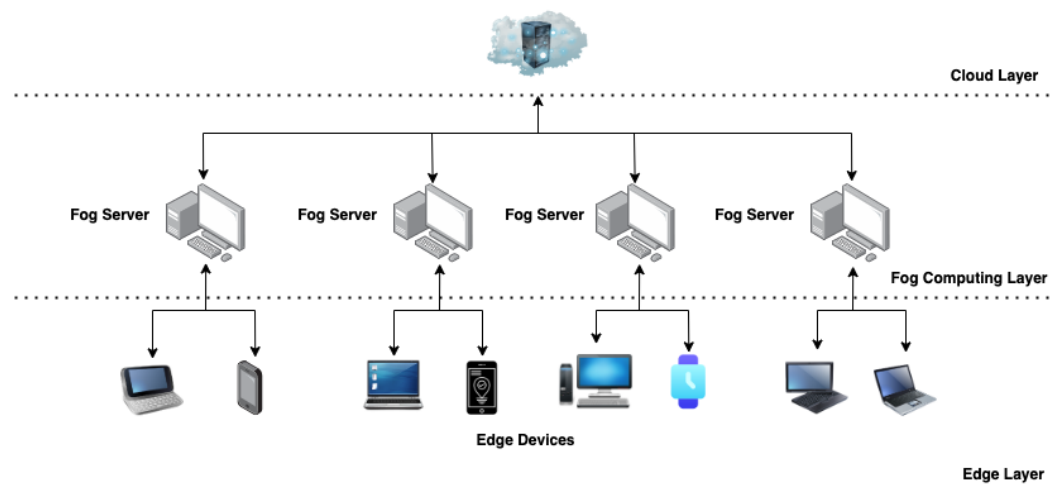 Cloud Layer
Fog Server
Fog Server
Fog Server
Fog Server
Fog Computing Layer
Edge Devices
Edge Layer